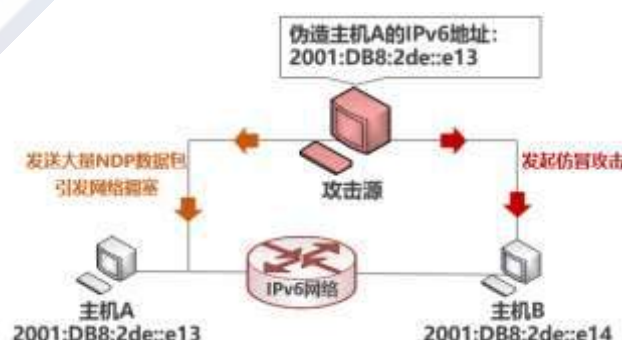 伪造主机A的IPv6地址：
2001:DB8:2de::e13
发送大量NDP数据包
引发网络拥塞
攻击源
发起仿冒攻击
IPv6网络
主机A
2001:DB8:2de::e13
主机B
2001:DB8:2de::e14